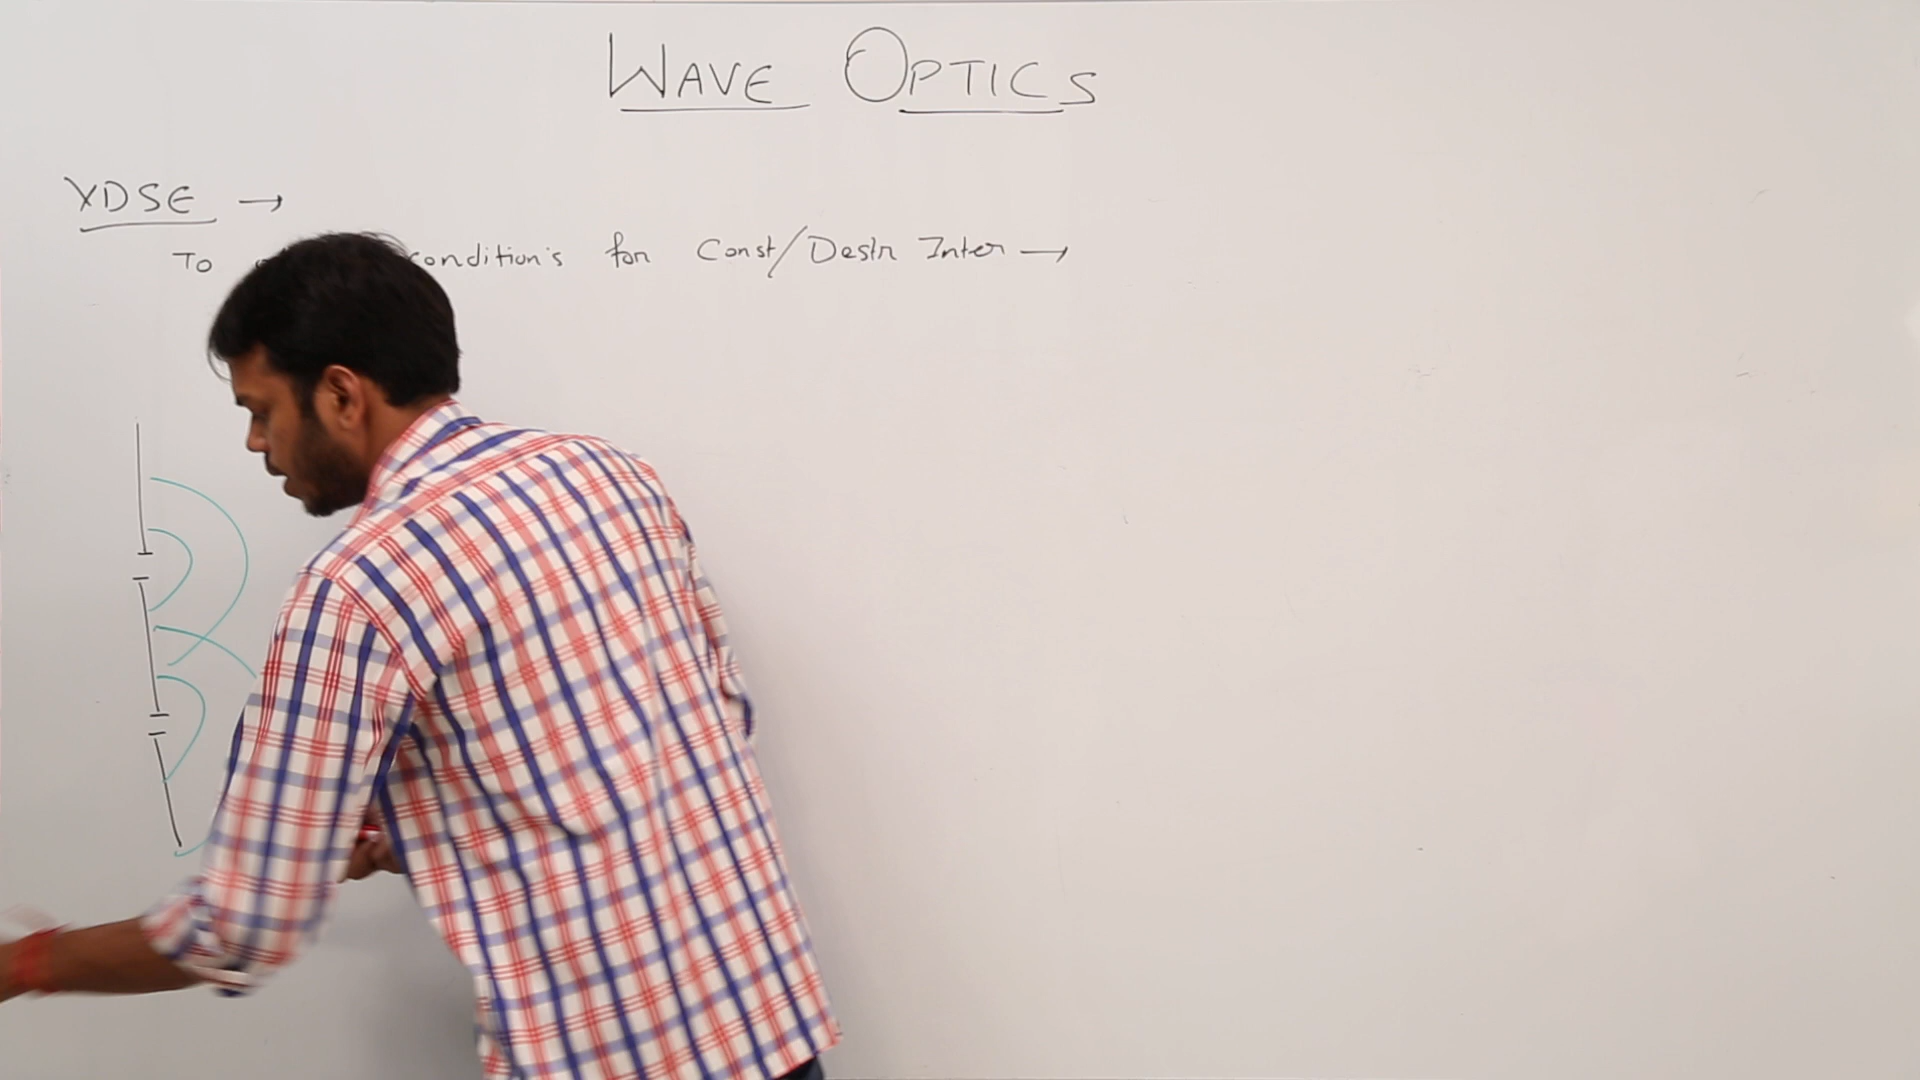 WAVE OPTICS
YDSE →
To condition's for Const/Destr Inter →